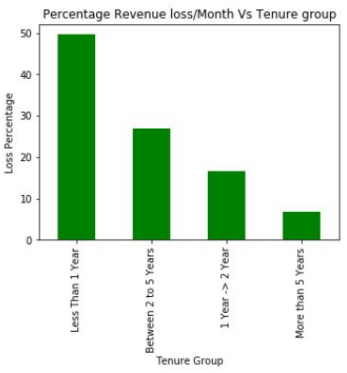 Percentage Revenue loss/Month Vs Tenure group
50
40
30
20
10
0
Loss Percentage
Less Than 1 Year
Between 2 to 5 Years
1 Year -> 2 Year
More than 5 Years
Tenure Group